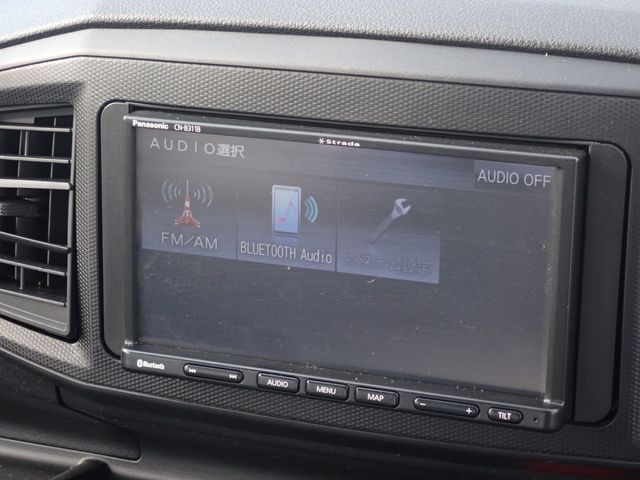 Panasonic CN-B311B
Strada
AUDIO選択
AUDIO OFF
FM/AM
BLUETOOTH Audio
システム設定
Bluetooth
AUDIO
MENU
MAP
- +
TILT